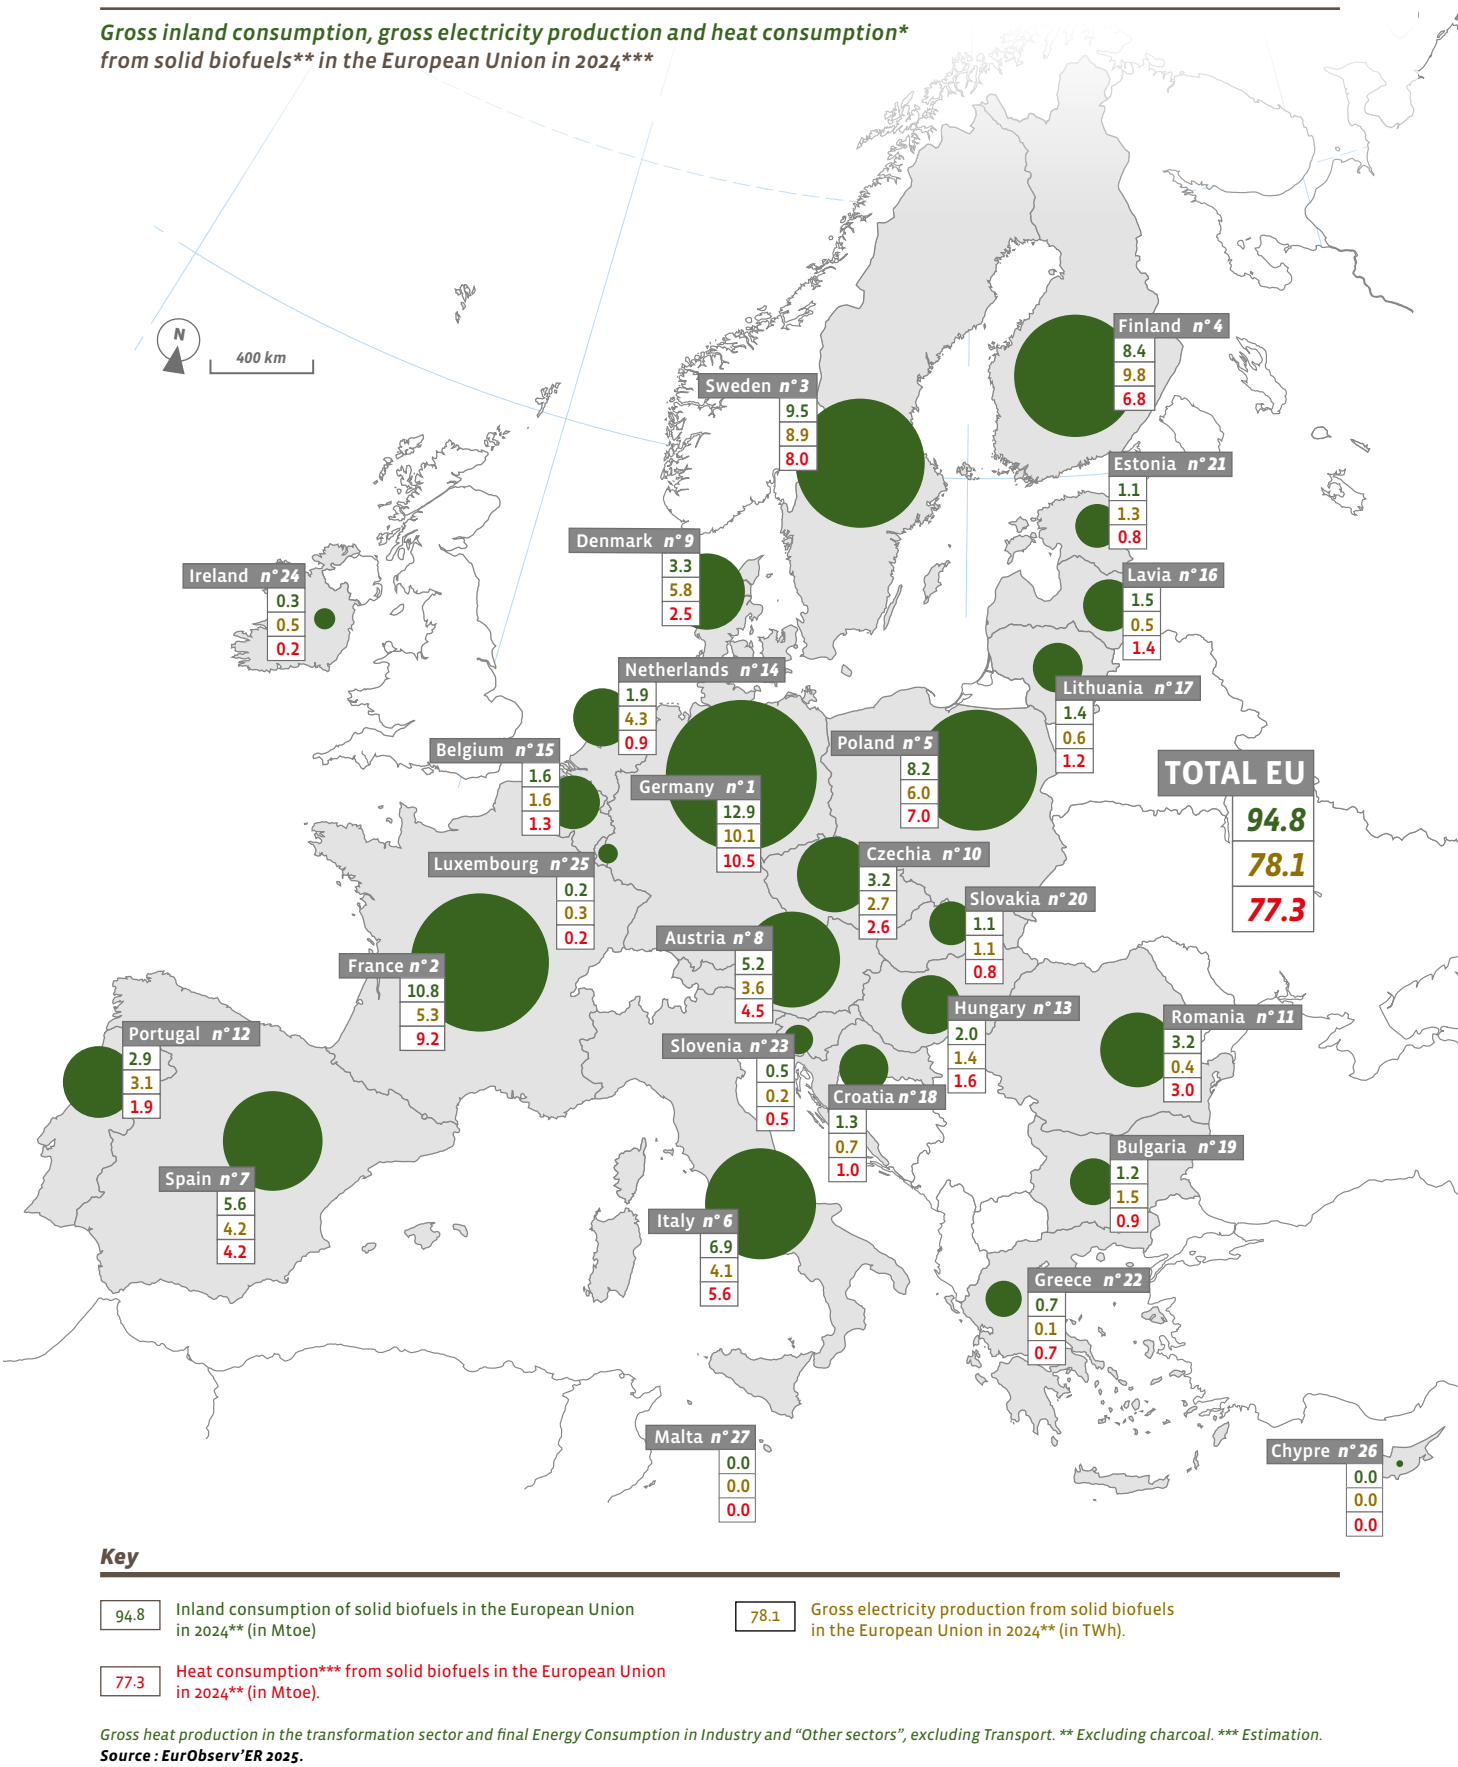 Gross inland consumption, gross electricity production and heat consumption*
from solid biofuels** in the European Union in 2024***
N
400 km
Finland n° 4
8.4
9.8
6.8
Sweden n° 3
9.5
8.9
8.0
Estonia n° 21
1.1
1.3
0.8
Denmark n° 9
3.3
5.8
2.5
Ireland n° 24
0.3
0.5
0.2
Lavia n° 16
1.5
0.5
1.4
Netherlands n° 14
1.9
4.3
0.9
Lithuania n° 17
1.4
0.6
1.2
Belgium n° 15
1.6
1.6
1.3
Poland n° 5
8.2
6.0
7.0
Germany n° 1
12.9
10.1
10.5
TOTAL EU
94.8
78.1
77.3
Luxembourg n° 25
0.2
0.3
0.2
Czechia n° 10
3.2
2.7
2.6
Slovakia n° 20
1.1
1.1
0.8
Austria n° 8
5.2
3.6
4.5
France n° 2
10.8
5.3
9.2
Hungary n° 13
2.0
1.4
1.6
Romania n° 11
3.2
0.4
3.0
Portugal n° 12
2.9
3.1
1.9
Slovenia n° 23
0.5
0.2
0.5
Croatia n° 18
1.3
0.7
1.0
Bulgaria n° 19
1.2
1.5
0.9
Spain n° 7
5.6
4.2
4.2
Italy n° 6
6.9
4.1
5.6
Greece n° 22
0.7
0.1
0.7
Malta n° 27
0.0
0.0
0.0
Chypre n° 26
0.0
0.0
0.0
Key
94.8
Inland consumption of solid biofuels in the European Union
in 2024** (in Mtoe)
78.1
Gross electricity production from solid biofuels
in the European Union in 2024** (in TWh).
77.3
Heat consumption*** from solid biofuels in the European Union
in 2024** (in Mtoe).
Gross heat production in the transformation sector and final Energy Consumption in Industry and “Other sectors”, excluding Transport. ** Excluding charcoal. *** Estimation.
Source : EurObserv’ER 2025.